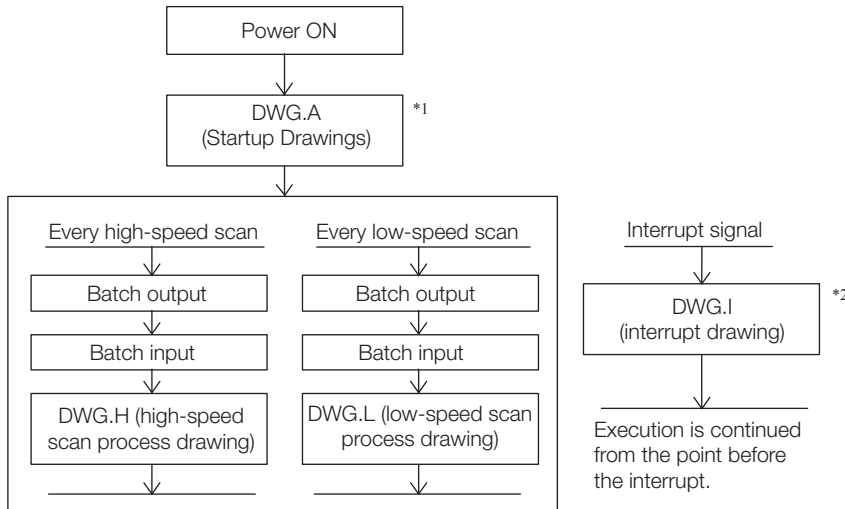 Power ON
DWG.A
(Startup Drawings)
*1
Every high-speed scan
Batch output
Batch input
DWG.H (high-speed
scan process drawing)
Every low-speed scan
Batch output
Batch input
DWG.L (low-speed scan
process drawing)
Interrupt signal
DWG.I
(interrupt drawing)
*2
Execution is continued
from the point before
the interrupt.